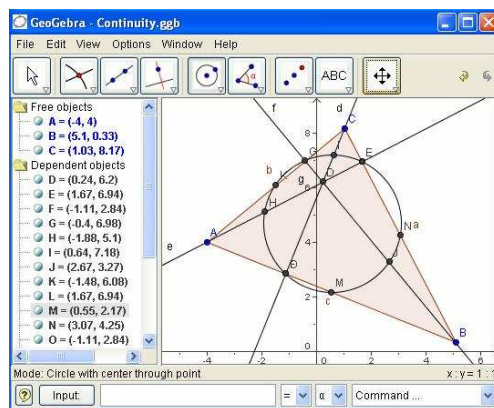 GeoGebra - Continuity.ggb
File Edit View Options Window Help
ABC
Free objects
A = (-4, 4)
B = (5.1, 0.33)
C = (1.03, 8.17)
Dependent objects
D = (0.24, 6.2)
E = (1.67, 6.94)
F = (-1.11, 2.84)
G = (-0.4, 6.98)
H = (-1.88, 5.1)
I = (0.64, 7.18)
J = (2.67, 3.27)
K = (-1.48, 6.08)
L = (1.67, 6.94)
M = (0.55, 2.17)
N = (3.07, 4.25)
O = (-1.11, 2.84)
f d
C
8
G I E
b K
g
H
N a
A
e
4
J
M
2 c
B
0
-4 -2 0 2 4 6
Mode: Circle with center through point x : y = 1 : 1
Input: = α Command ...